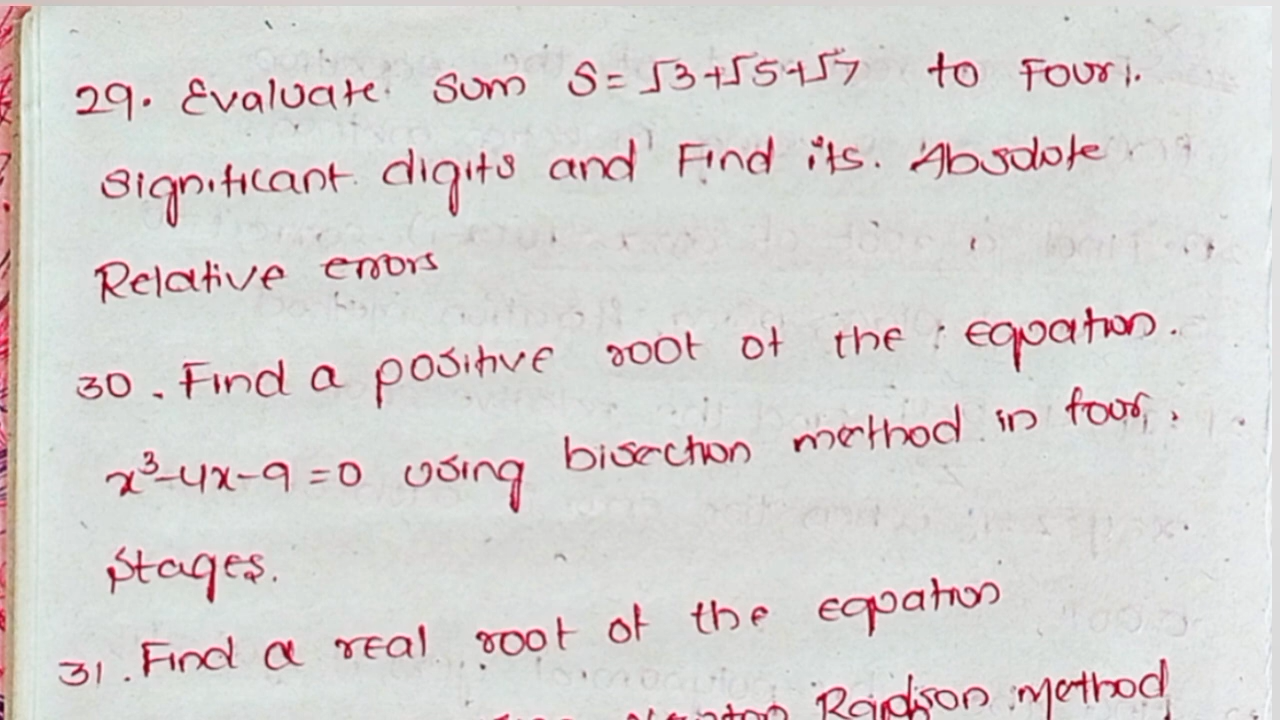 29. Evaluate sum S = √3+√5+√7 to Four
significant digits and Find its. Absolute
Relative errors
30. Find a positive root of the equation.
x³-4x-9=0 using bisection method in four
stages.
31. Find a real root of the equation
Method